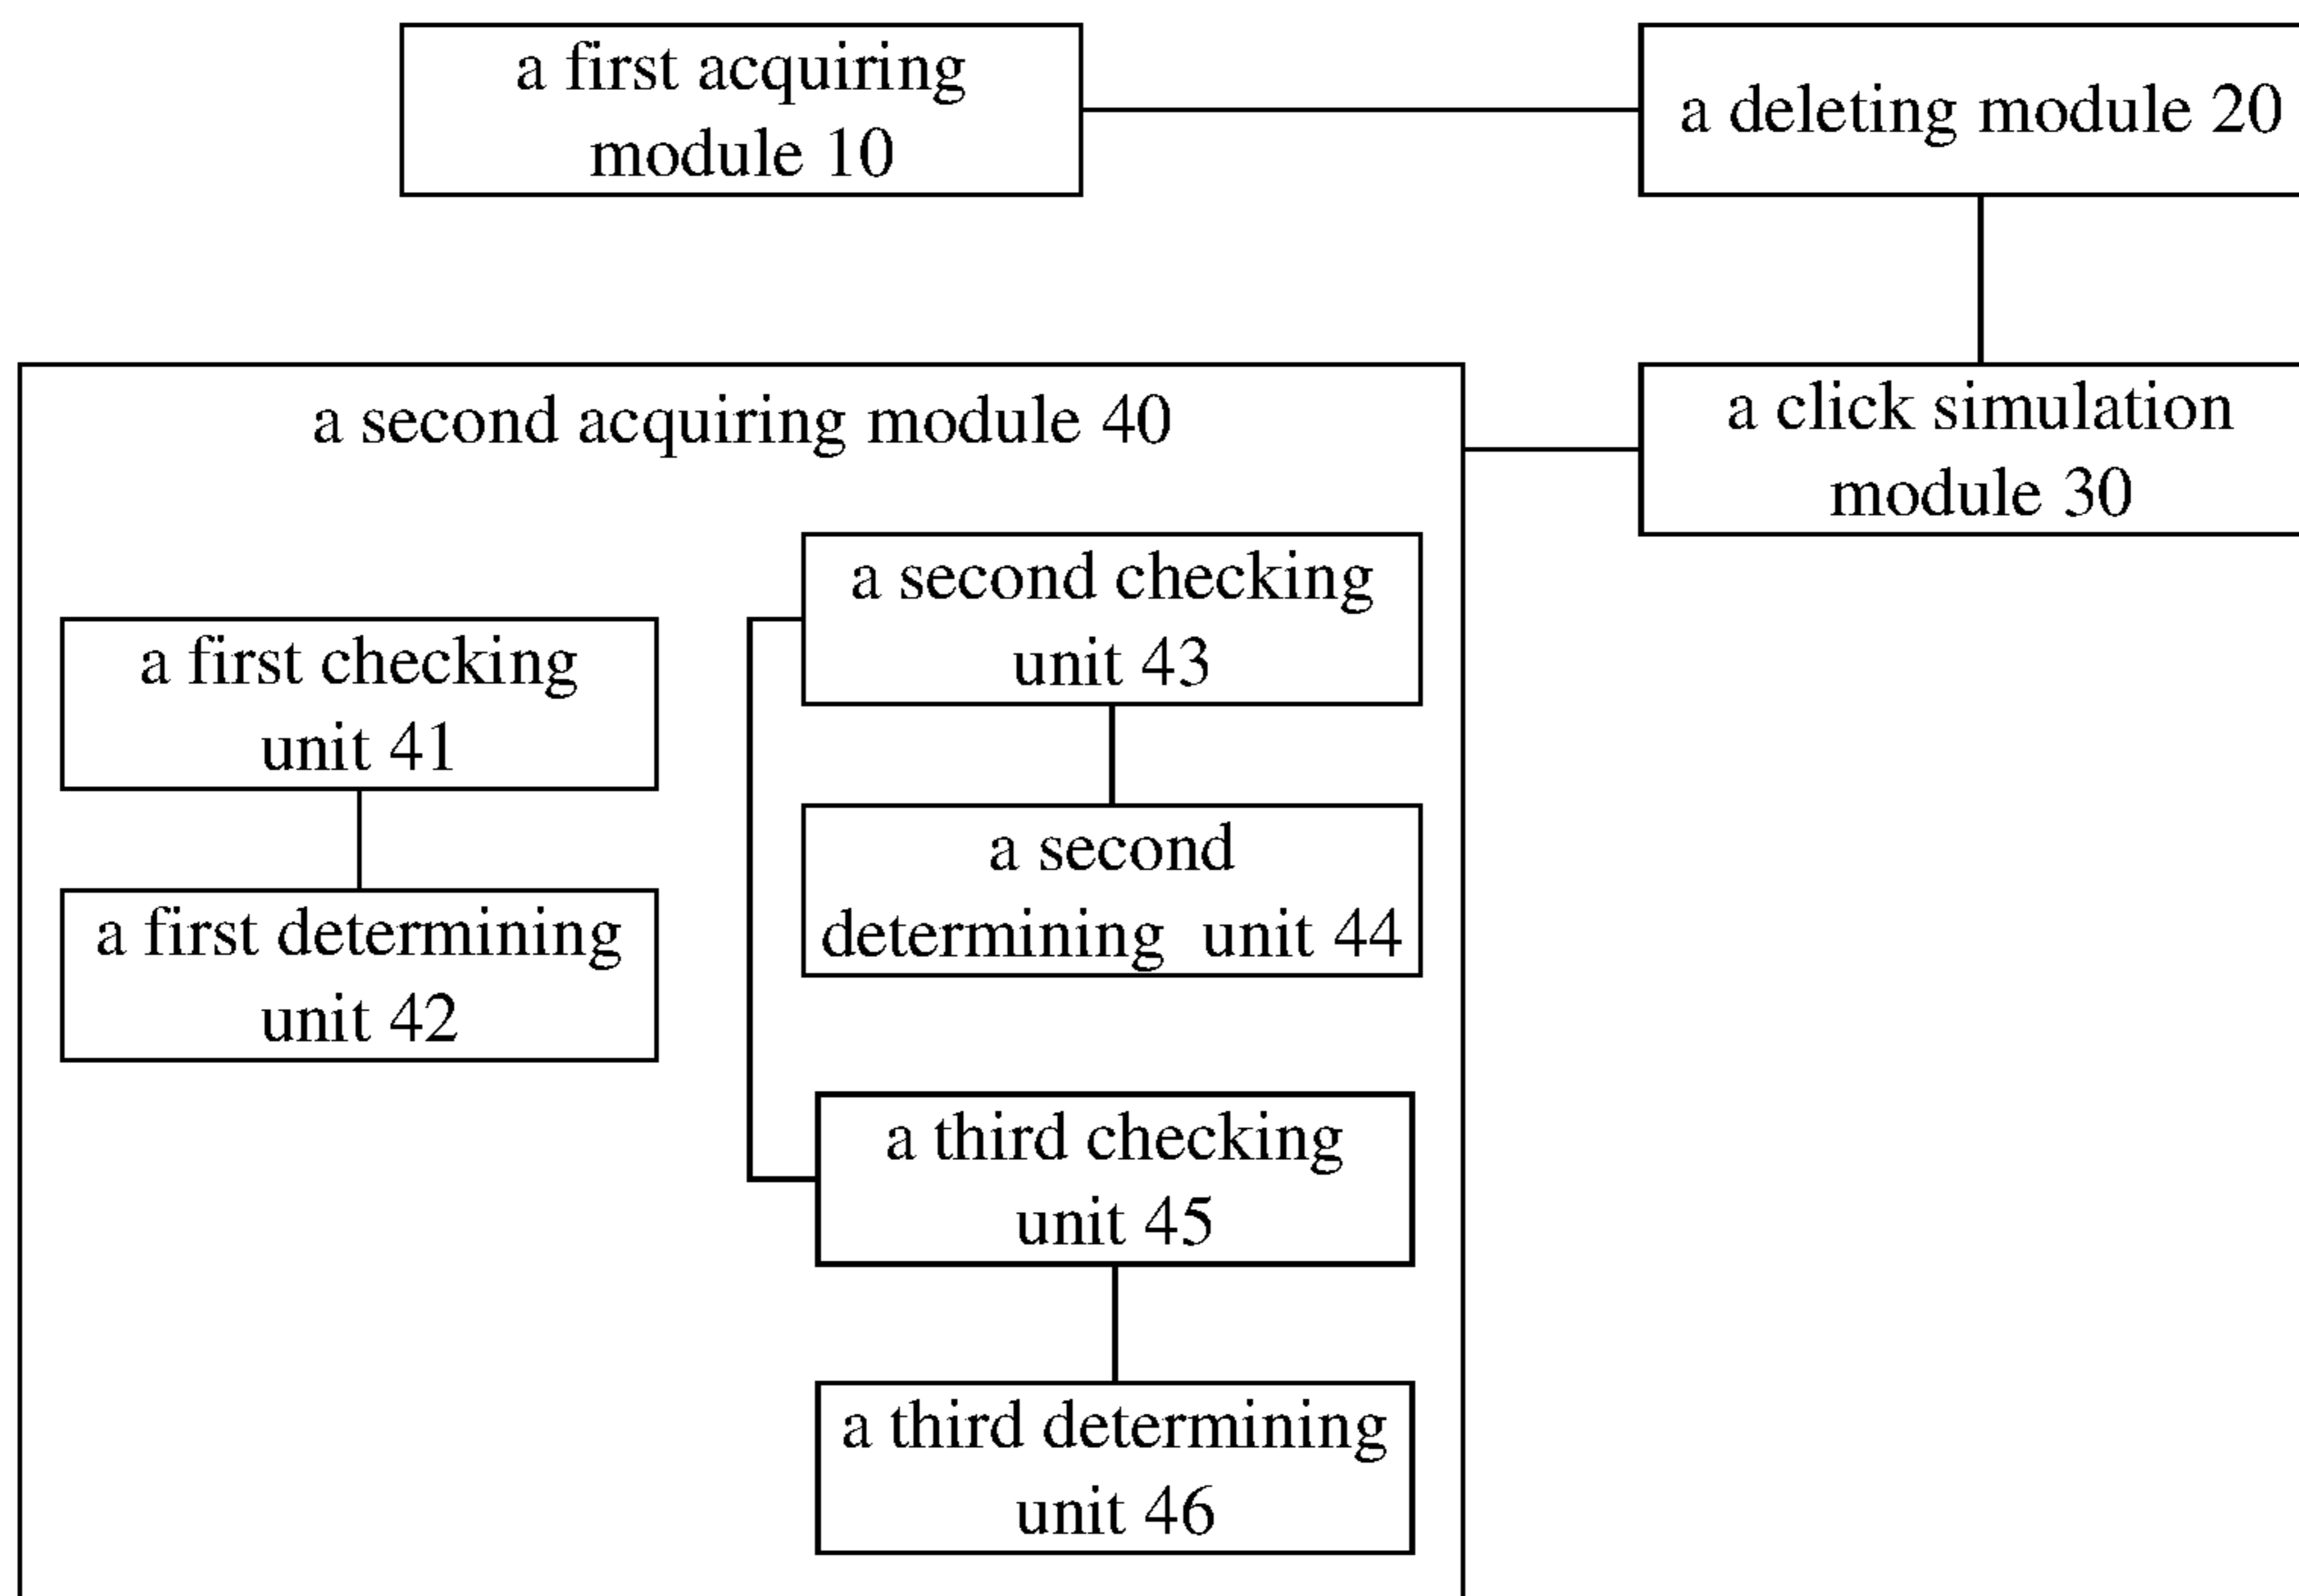 a first acquiring
module 10
a deleting module 20
a second acquiring module 40
a click simulation
module 30
a first checking
unit 41
a first determining
unit 42
a second checking
unit 43
a second
determining  unit 44
a third checking
unit 45
a third determining
unit 46